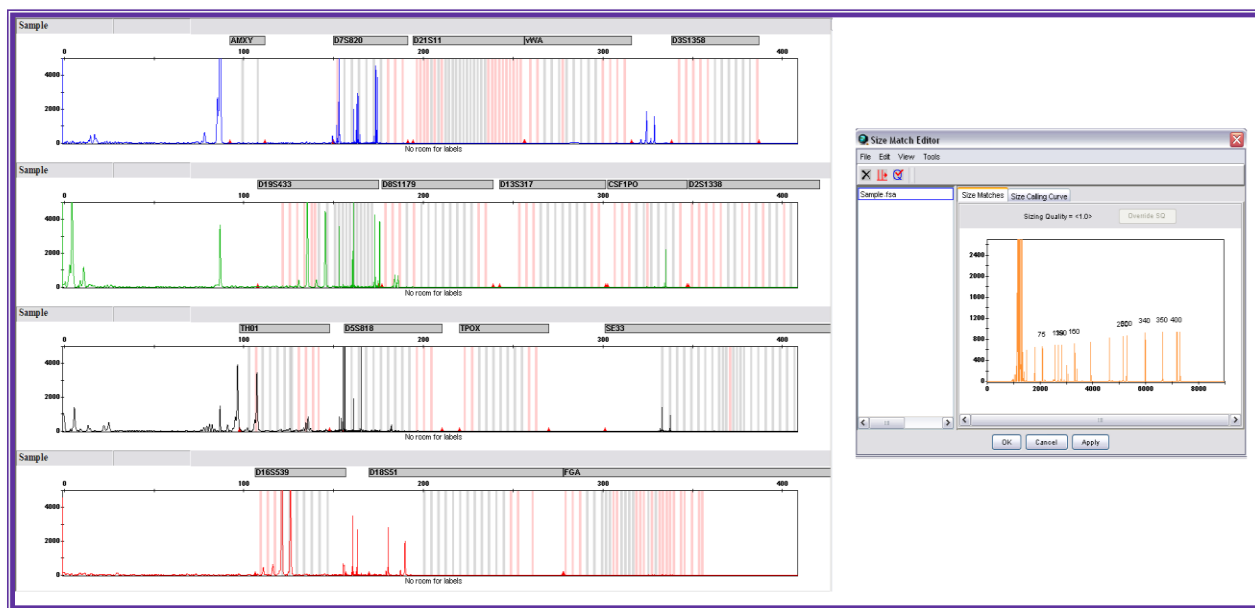 Sample
0 100 200 300 400
AMXY D7S820 D21S11 vWA D3S1358
4000
2000
0
No room for labels
Sample
D19S433 D8S1179 D13S317 CSF1PO D2S1338
0 100 200 300 400
4000
2000
0
No room for labels
Sample
TH01 D5S818 TPOX SE33
0 100 200 300 400
4000
2000
0
No room for labels
Sample
D16S539 D18S51 FGA
0 100 200 300 400
4000
2000
0
No room for labels
Size Match Editor
File Edit View Tools
Sample.fsa
Size Matches Size Calling Curve
Sizing Quality = <1.0> Override SQ
2400
2000
1600
1200
800
400
0
75 160 340 350 400
0 2000 4000 6000 8000
OK Cancel Apply